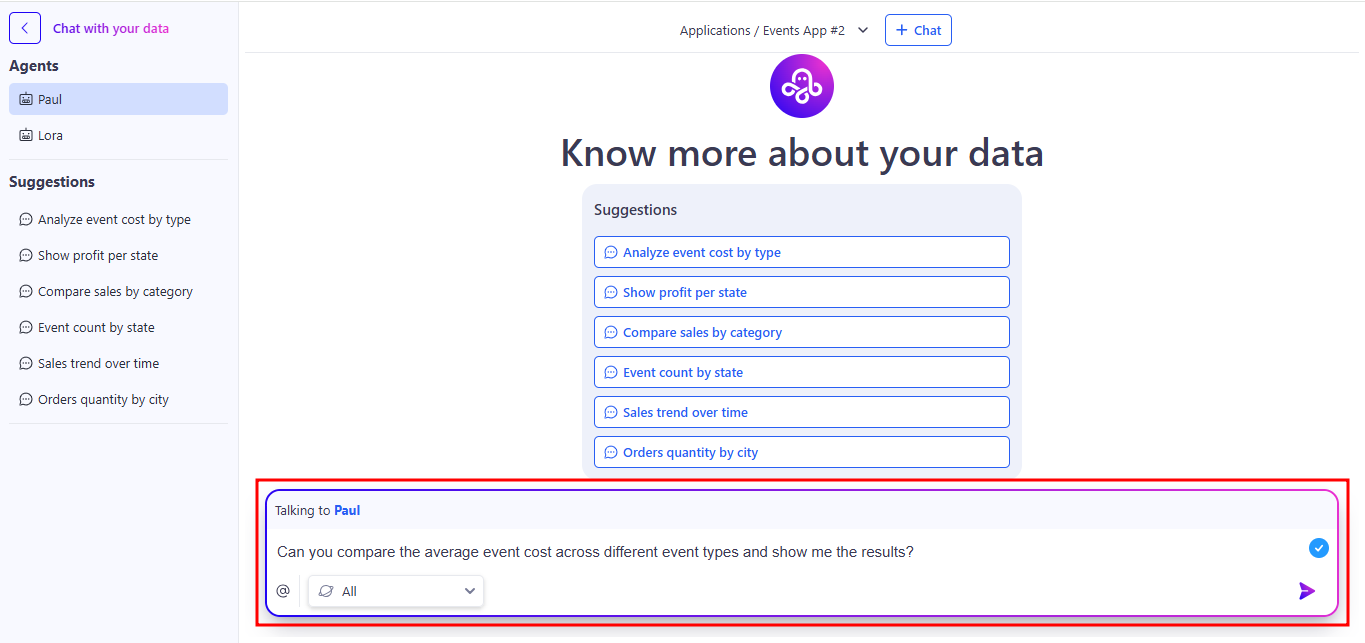 Chat with your data
Agents
Paul
Lora
Suggestions
Analyze event cost by type
Show profit per state
Compare sales by category
Event count by state
Sales trend over time
Orders quantity by city
Applications / Events App #2
+ Chat
Know more about your data
Suggestions
Analyze event cost by type
Show profit per state
Compare sales by category
Event count by state
Sales trend over time
Orders quantity by city
Talking to Paul
Can you compare the average event cost across different event types and show me the results?
@ All